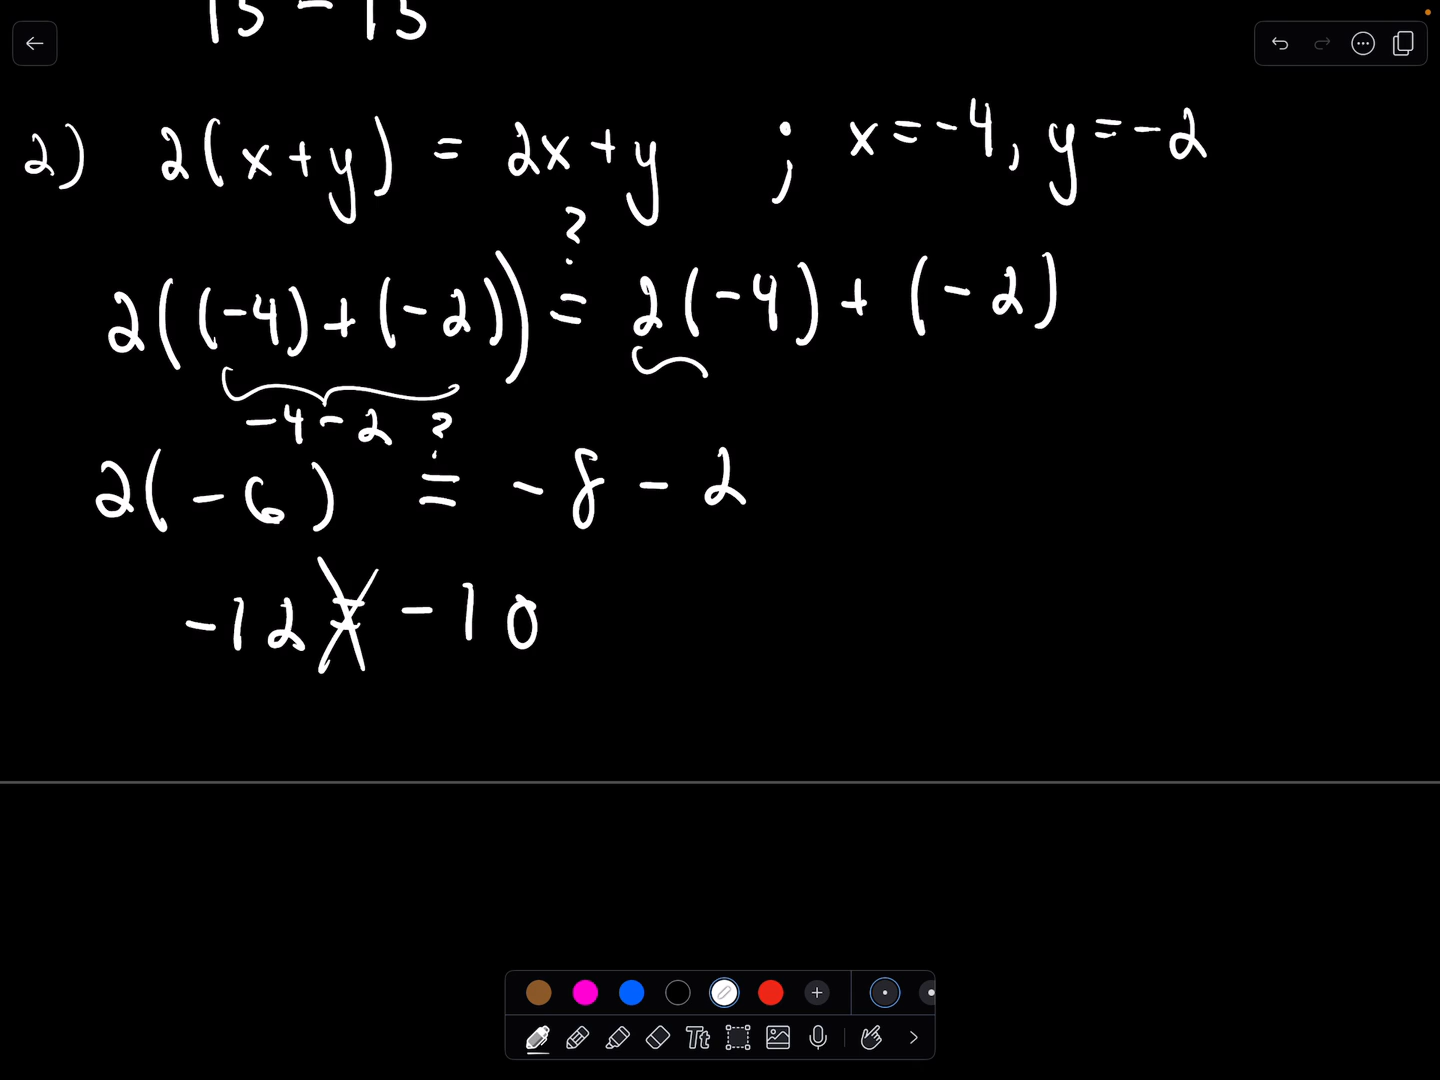 15 = 15
2) 2(x+y) = 2x+y ; x=-4, y=-2
2((-4)+(-2)) ?= 2(-4)+(-2)
-4-2
2(-6) ?= -8-2
-12 ≠ -10
Tt